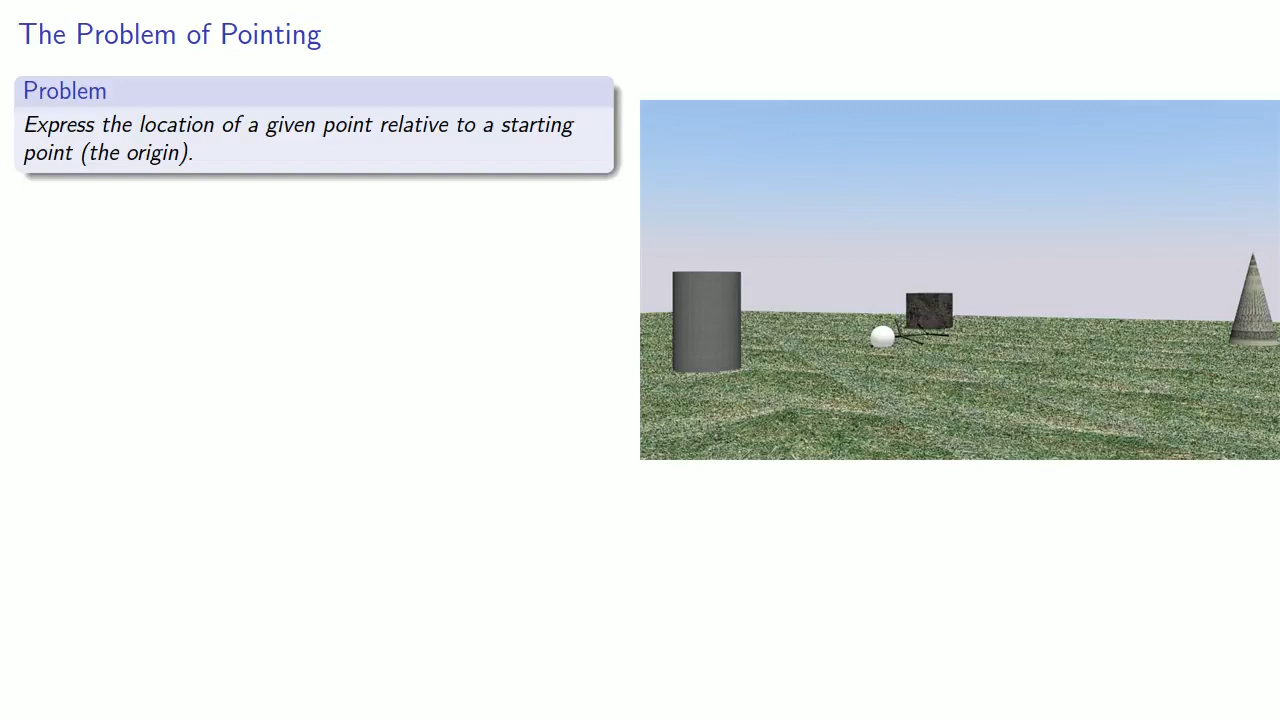 The Problem of Pointing
Problem
Express the location of a given point relative to a starting
point (the origin).